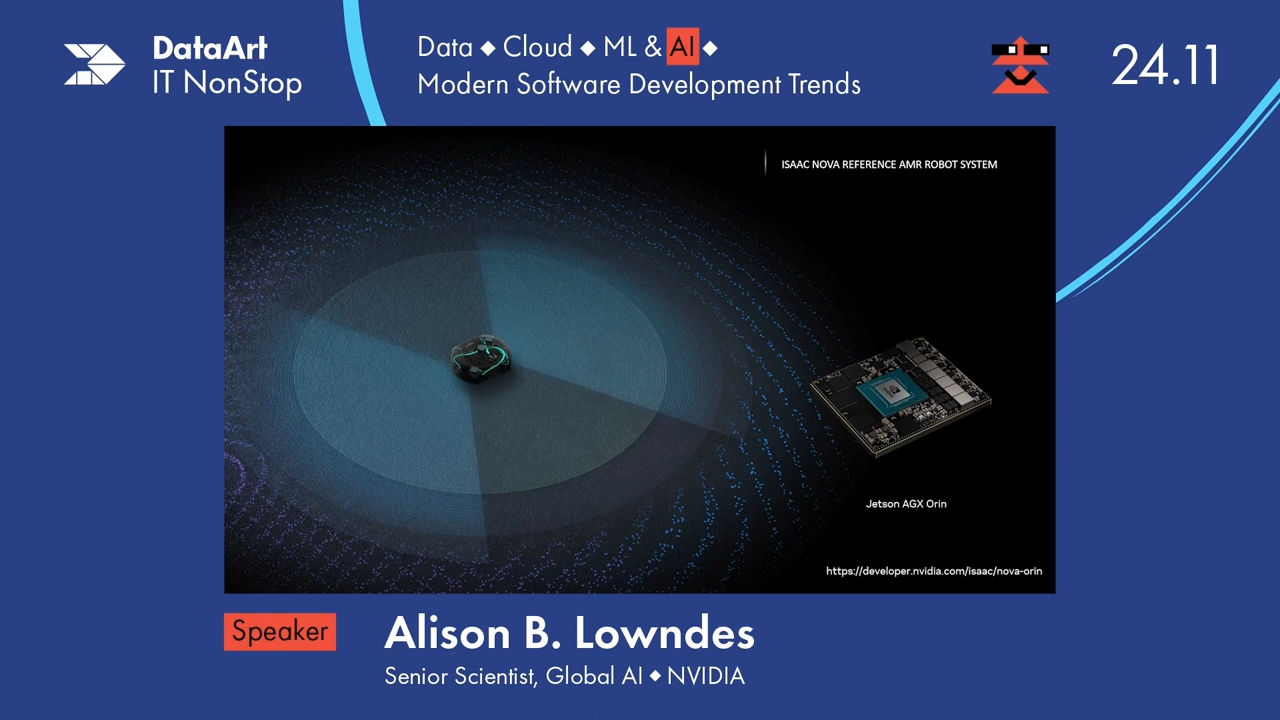 DataArt
IT NonStop
Data ◆ Cloud ◆ ML & AI ◆
Modern Software Development Trends
24.11
ISAAC NOVA REFERENCE AMR ROBOT SYSTEM
Jetson AGX Orin
https://developer.nvidia.com/isaac/nova-orin
Speaker
Alison B. Lowndes
Senior Scientist, Global AI ◆ NVIDIA